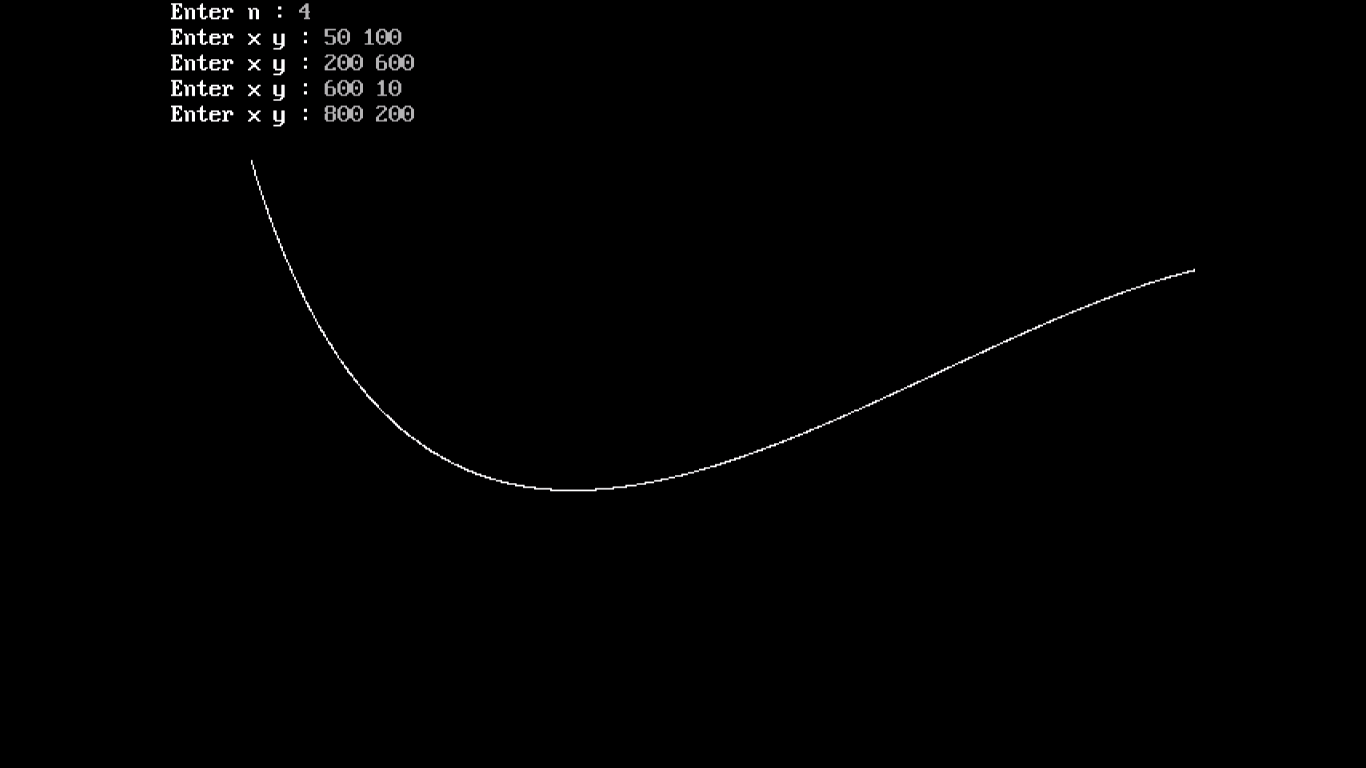 Enter n : 4
Enter x y : 50 100
Enter x y : 200 600
Enter x y : 600 10
Enter x y : 800 200